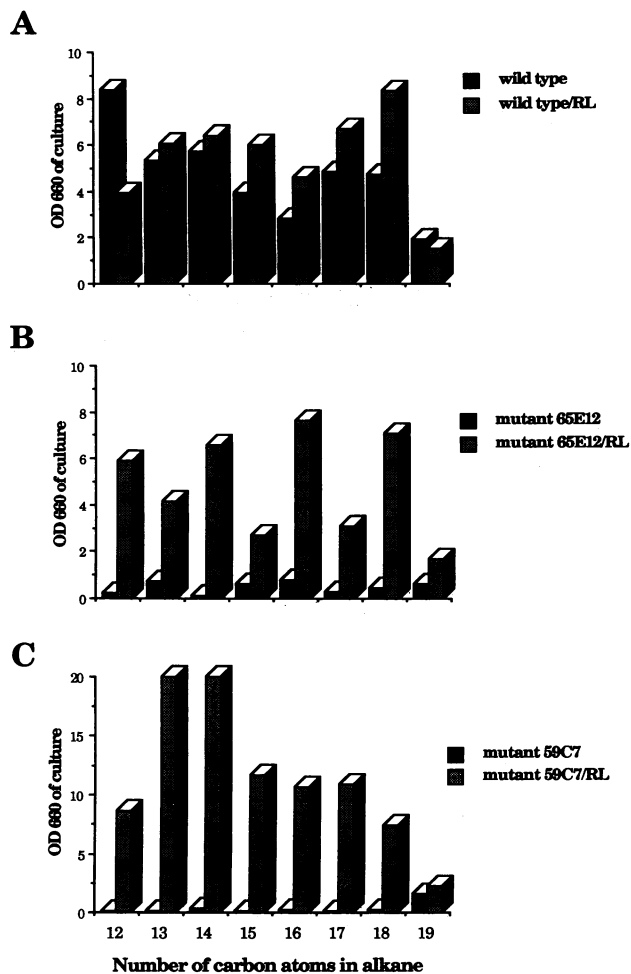 A
10
8
6
4
2
0
OD 660 of culture
wild type
wild type/RL
B
10
8
6
4
2
0
OD 660 of culture
mutant 65E12
mutant 65E12/RL
C
20
15
10
5
0
OD 660 of culture
mutant 59C7
mutant 59C7/RL
12 13 14 15 16 17 18 19
Number of carbon atoms in alkane